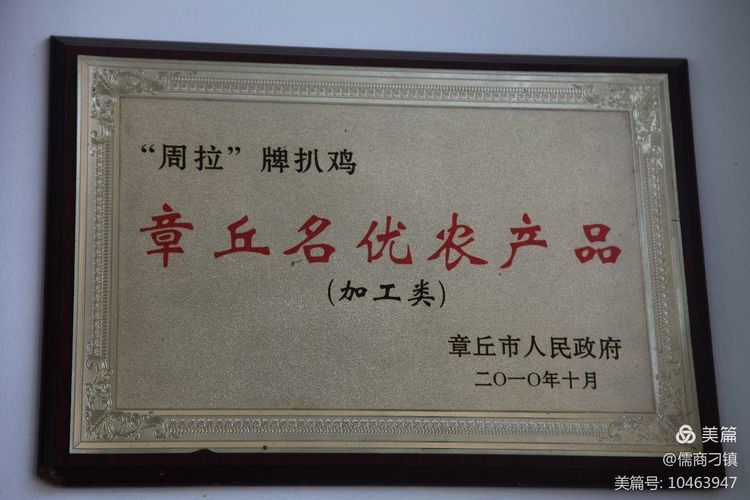 “周拉”牌扒鸡
章丘名优农产品
(加工类)
章丘市人民政府
二〇一〇年十月
美篇
@儒商刁镇
美篇号: 10463947